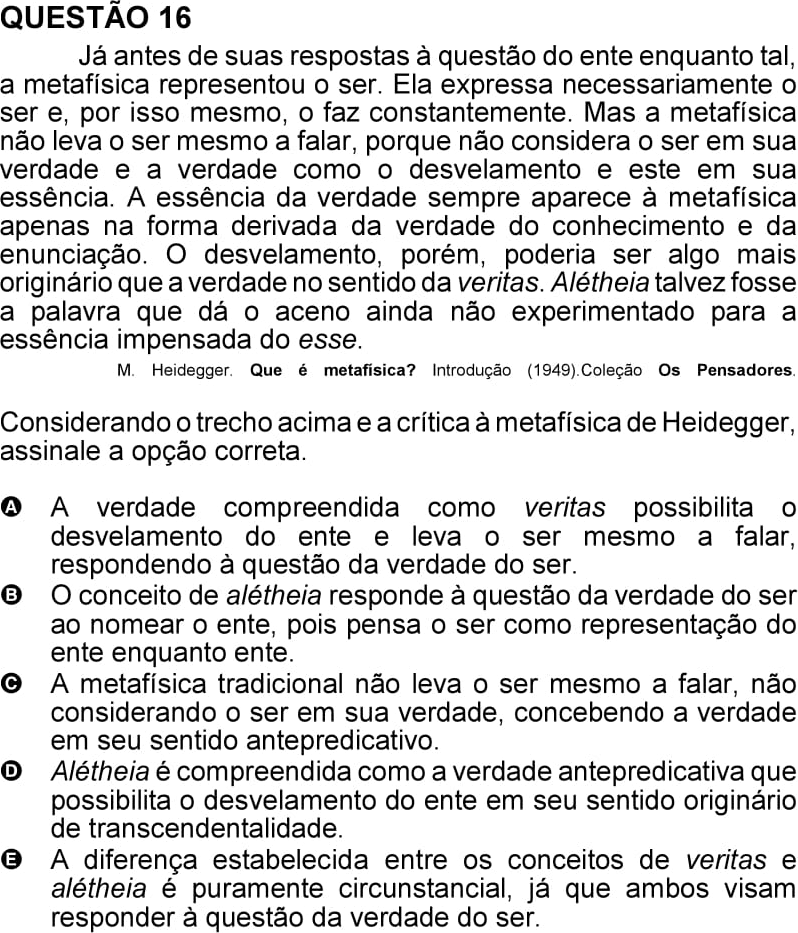 QUESTÃO 16
Já antes de suas respostas à questão do ente enquanto tal,
a metafísica representou o ser. Ela expressa necessariamente o
ser e, por isso mesmo, o faz constantemente. Mas a metafísica
não leva o ser mesmo a falar, porque não considera o ser em sua
verdade e a verdade como o desvelamento e este em sua
essência. A essência da verdade sempre aparece à metafísica
apenas na forma derivada da verdade do conhecimento e da
enunciação. O desvelamento, porém, poderia ser algo mais
originário que a verdade no sentido da veritas. Alétheia talvez fosse
a palavra que dá o aceno ainda não experimentado para a
essência impensada do esse.
M. Heidegger. Que é metafísica? Introdução (1949).Coleção Os Pensadores.
Considerando o trecho acima e a crítica à metafísica de Heidegger,
assinale a opção correta.
A A verdade compreendida como veritas possibilita o
desvelamento do ente e leva o ser mesmo a falar,
respondendo à questão da verdade do ser.
B O conceito de alétheia responde à questão da verdade do ser
ao nomear o ente, pois pensa o ser como representação do
ente enquanto ente.
C A metafísica tradicional não leva o ser mesmo a falar, não
considerando o ser em sua verdade, concebendo a verdade
em seu sentido antepredicativo.
D Alétheia é compreendida como a verdade antepredicativa que
possibilita o desvelamento do ente em seu sentido originário
de transcendentalidade.
E A diferença estabelecida entre os conceitos de veritas e
alétheia é puramente circunstancial, já que ambos visam
responder à questão da verdade do ser.